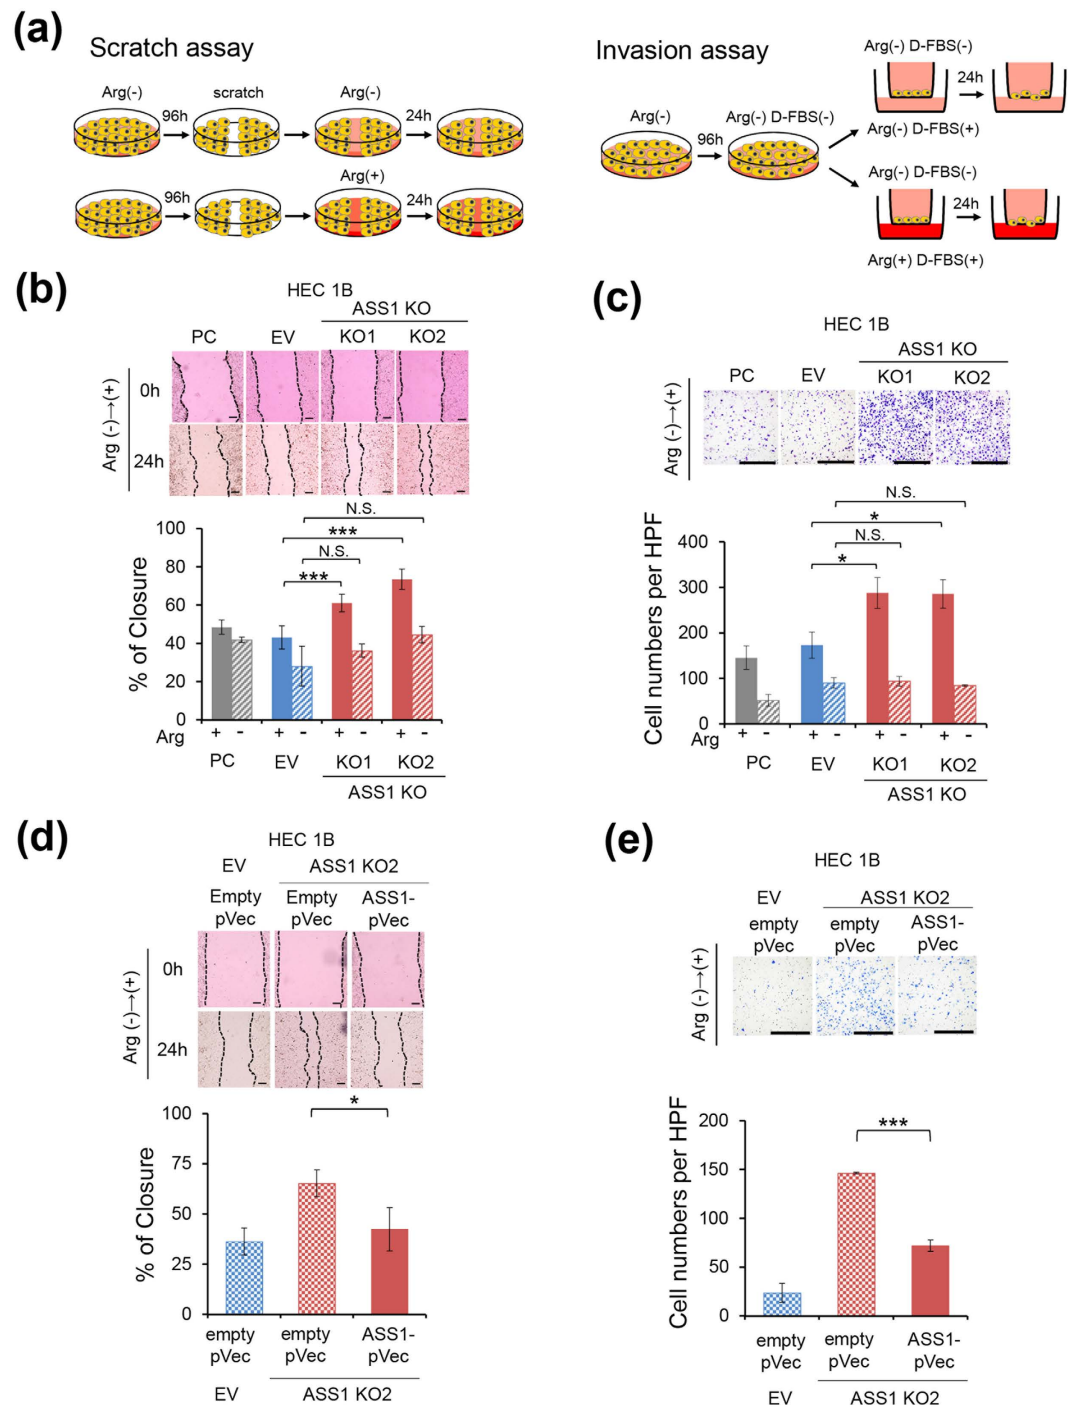 (a)
Scratch assay
Arg(-)
scratch
Arg(-)
96h
24h
Arg(+)
96h
24h
Invasion assay
Arg(-) D-FBS(-)
24h
Arg(-)
Arg(-) D-FBS(-)
96h
Arg(-) D-FBS(+)
Arg(-) D-FBS(-)
24h
Arg(+) D-FBS(+)
(b)
HEC 1B
ASS1 KO
PC
EV
KO1
KO2
Arg (-)→(+)
0h
24h
N.S.
***
N.S.
***
% of Closure
100
80
60
40
20
0
Arg
+ - + - + - + -
PC
EV
KO1
KO2
ASS1 KO
(c)
HEC 1B
ASS1 KO
PC
EV
KO1
KO2
Arg (-)→(+)
N.S.
*
N.S.
*
Cell numbers per HPF
400
300
200
100
0
Arg
+ - + - + - + -
PC
EV
KO1
KO2
ASS1 KO
(d)
HEC 1B
EV
ASS1 KO2
Empty
pVec
Empty
pVec
ASS1-
pVec
Arg (-)→(+)
0h
24h
*
% of Closure
100
75
50
25
0
empty
pVec
empty
pVec
ASS1-
pVec
EV
ASS1 KO2
(e)
HEC 1B
EV
ASS1 KO2
empty
pVec
empty
pVec
ASS1-
pVec
Arg (-)→(+)
***
Cell numbers per HPF
200
150
100
50
0
empty
pVec
empty
pVec
ASS1-
pVec
EV
ASS1 KO2